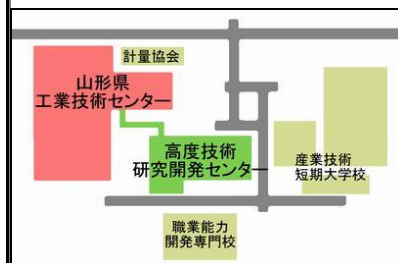 計量協会
山形県
工業技術センター
高度技術
研究開発センター
産業技術
短期大学校
職業能力
開発専門校